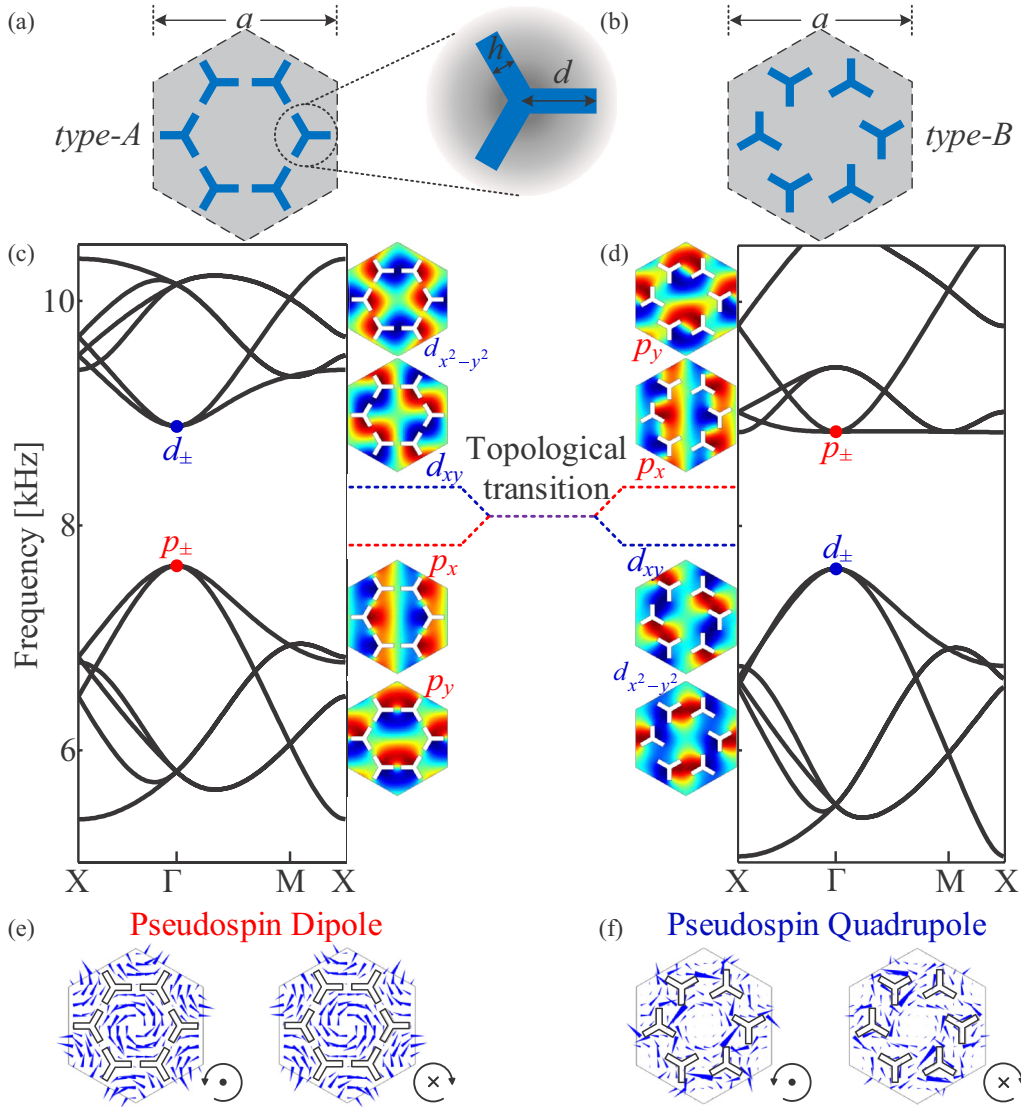 (a)
a
h
d
(b)
a
type-A
type-B
(c)
(d)
10
8
6
Frequency [kHz]
d±
p±
X Γ M X
d_{x²−y²}
d_{xy}
p_x
p_y
Topological
transition
p_y
p_x
d_{xy}
d_{x²−y²}
p±
d±
X Γ M X
(e)
Pseudospin Dipole
(f)
Pseudospin Quadrupole